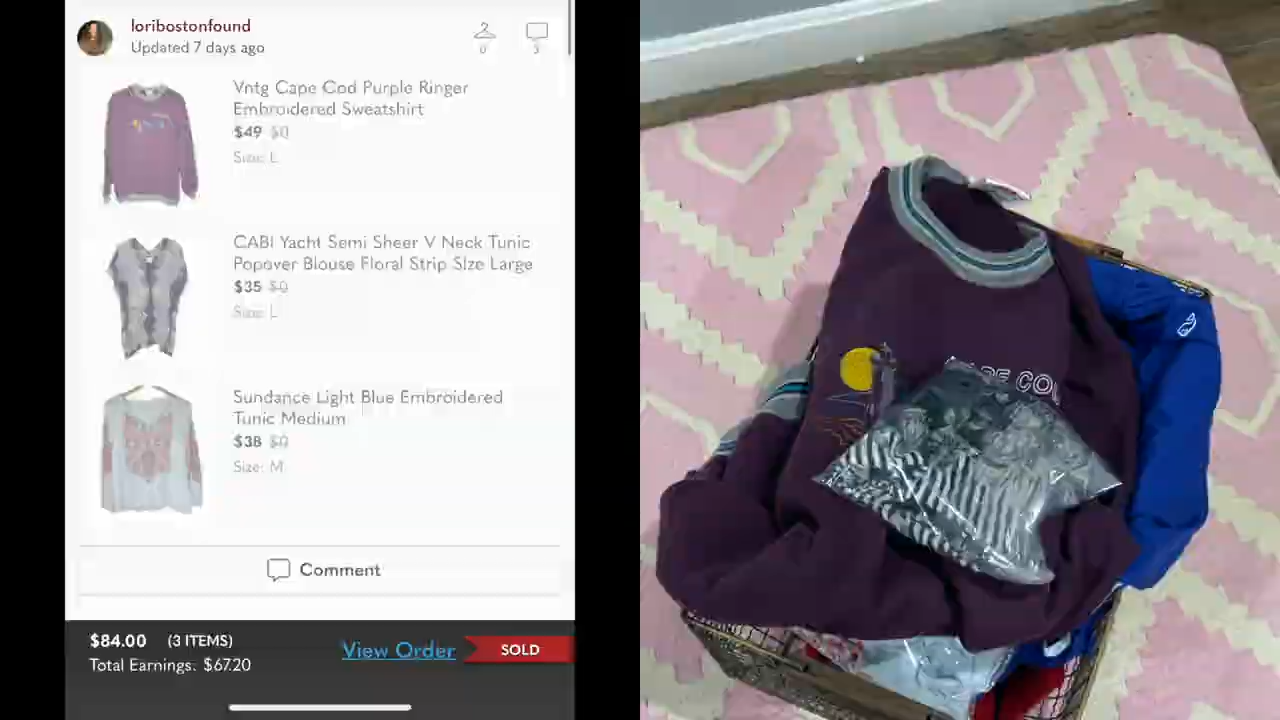 loribostonfound
Updated 7 days ago
0
3
Vntg Cape Cod Purple Ringer
Embroidered Sweatshirt
$49 $0
Size: L
CABI Yacht Semi Sheer V Neck Tunic
Popover Blouse Floral Strip SIze Large
$35 $0
Size: L
Sundance Light Blue Embroidered
Tunic Medium
$38 $0
Size: M
Comment
$84.00 (3 ITEMS)
View Order
SOLD
Total Earnings: $67.20